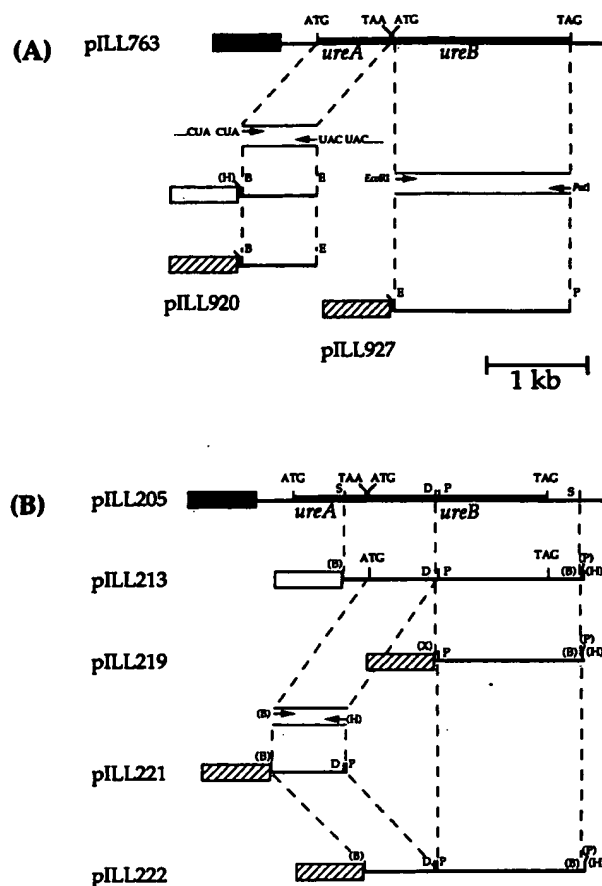 ATG TAA ATG TAG
(A) pILL763
ureA ureB
....CUA CUA
UAC UAC.....
EcoRI
PstI
(H) B E
B E
pILL920
E P
pILL927
1 kb
ATG S TAA ATG D P TAG S
(B) pILL205
ureA ureB
pILL213 (B) ATG D P TAG (B) (P) (H)
pILL219 (X) P (B) (P) (H)
(B) (H)
pILL221 (B) D P
pILL222 (B) D P (B) (P) (H)